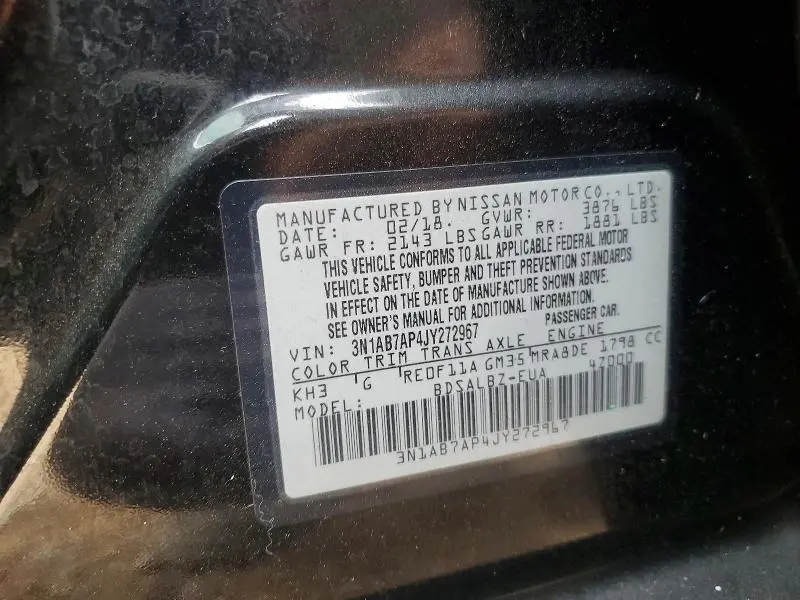 MANUFACTURED BY NISSAN MOTOR CO., LTD.
DATE: 02/18. GVWR: 3876 LBS
GAWR FR: 2143 LBS GAWR RR: 1881 LBS
THIS VEHICLE CONFORMS TO ALL APPLICABLE FEDERAL MOTOR
VEHICLE SAFETY, BUMPER AND THEFT PREVENTION STANDARDS
IN EFFECT ON THE DATE OF MANUFACTURE SHOWN ABOVE.
SEE OWNER'S MANUAL FOR ADDITIONAL INFORMATION.
VIN: 3N1AB7AP4JY272967 PASSENGER CAR.
COLOR TRIM TRANS AXLE ENGINE
KH3 G RE0F11A GM35 MRA8DE 1798 CC
MODEL: BDSALBZ-EUA 47000
3N1AB7AP4JY272967